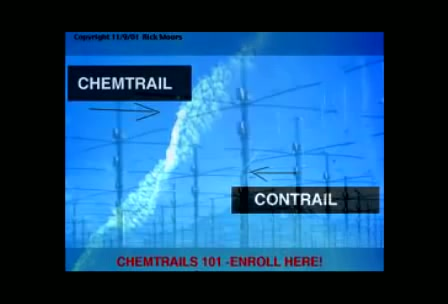 Copyright 11/9/01 Rick Moors
CHEMTRAIL
CONTRAIL
CHEMTRAILS 101 -ENROLL HERE!